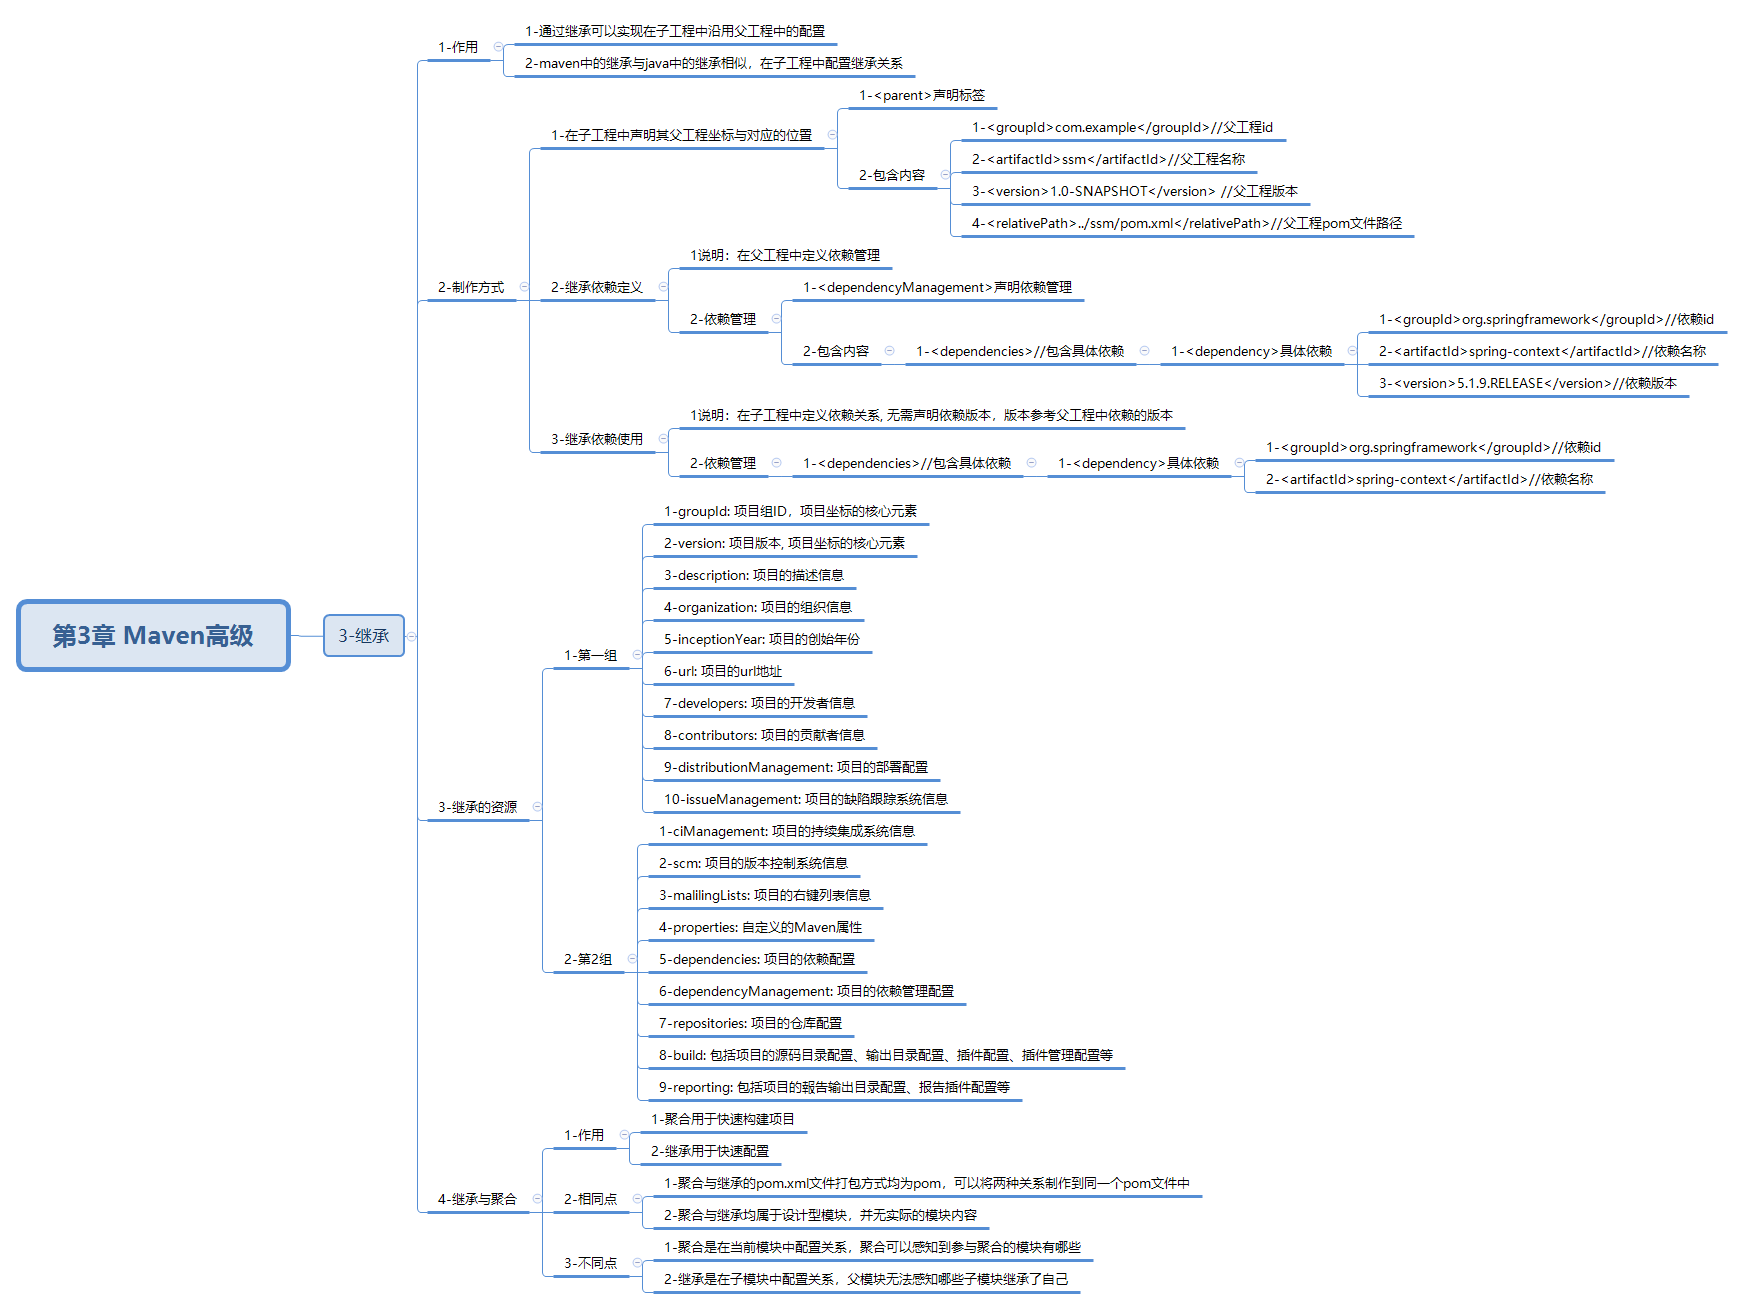 第3章 Maven高级
3-继承
1-作用
1-通过继承可以实现在子工程中沿用父工程中的配置
2-maven中的继承与java中的继承相似，在子工程中配置继承关系
2-制作方式
1-在子工程中声明其父工程坐标与对应的位置
1-<parent>声明标签
2-包含内容
1-<groupId>com.example</groupId>//父工程id
2-<artifactId>ssm</artifactId>//父工程名称
3-<version>1.0-SNAPSHOT</version> //父工程版本
4-<relativePath>../ssm/pom.xml</relativePath>//父工程pom文件路径
2-继承依赖定义
1说明：在父工程中定义依赖管理
2-依赖管理
1-<dependencyManagement>声明依赖管理
2-包含内容
1-<dependencies>//包含具体依赖
1-<dependency>具体依赖
1-<groupId>org.springframework</groupId>//依赖id
2-<artifactId>spring-context</artifactId>//依赖名称
3-<version>5.1.9.RELEASE</version>//依赖版本
3-继承依赖使用
1说明：在子工程中定义依赖关系, 无需声明依赖版本，版本参考父工程中依赖的版本
2-依赖管理
1-<dependencies>//包含具体依赖
1-<dependency>具体依赖
1-<groupId>org.springframework</groupId>//依赖id
2-<artifactId>spring-context</artifactId>//依赖名称
3-继承的资源
1-第一组
1-groupId: 项目组ID，项目坐标的核心元素
2-version: 项目版本, 项目坐标的核心元素
3-description: 项目的描述信息
4-organization: 项目的组织信息
5-inceptionYear: 项目的创始年份
6-url: 项目的url地址
7-developers: 项目的开发者信息
8-contributors: 项目的贡献者信息
9-distributionManagement: 项目的部署配置
10-issueManagement: 项目的缺陷跟踪系统信息
2-第2组
1-ciManagement: 项目的持续集成系统信息
2-scm: 项目的版本控制系统信息
3-malilingLists: 项目的右键列表信息
4-properties: 自定义的Maven属性
5-dependencies: 项目的依赖配置
6-dependencyManagement: 项目的依赖管理配置
7-repositories: 项目的仓库配置
8-build: 包括项目的源码目录配置、输出目录配置、插件配置、插件管理配置等
9-reporting: 包括项目的報告输出目录配置、报告插件配置等
4-继承与聚合
1-作用
1-聚合用于快速构建项目
2-继承用于快速配置
2-相同点
1-聚合与继承的pom.xml文件打包方式均为pom，可以将两种关系制作到同一个pom文件中
2-聚合与继承均属于设计型模块，并无实际的模块内容
3-不同点
1-聚合是在当前模块中配置关系，聚合可以感知到参与聚合的模块有哪些
2-继承是在子模块中配置关系，父模块无法感知哪些子模块继承了自己